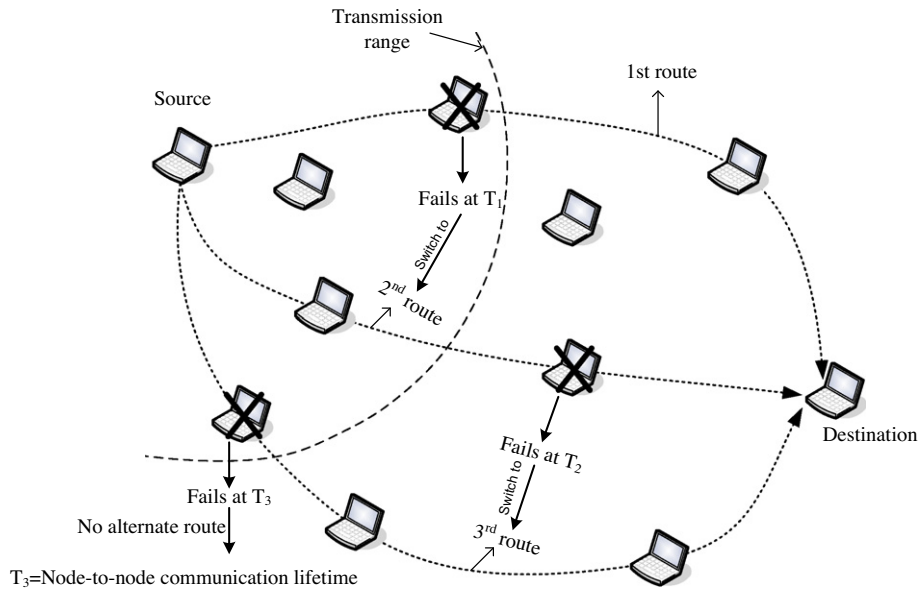 Transmission
range
1st route
Source
Fails at T₁
Switch to
2ⁿᵈ route
Destination
Fails at T₂
Switch to
Fails at T₃
3ʳᵈ route
No alternate route
T₃=Node-to-node communication lifetime